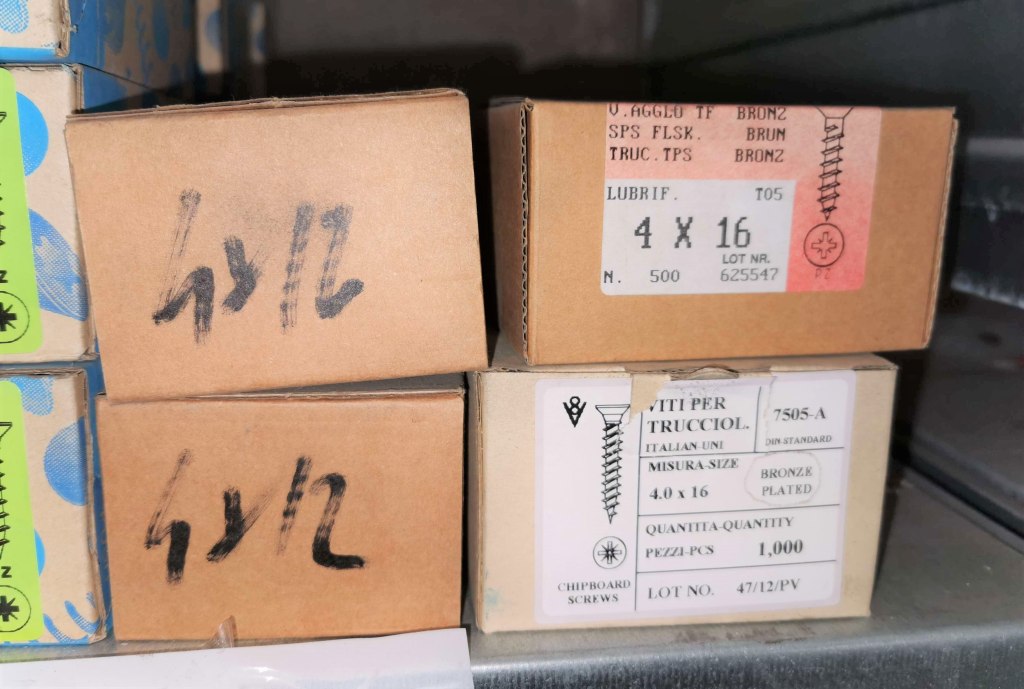 4x12
4x12
V.AGGLO TF BRONZ
SPS FLSK. BRUN
TRUC.TPS BRONZ
LUBRIF. T05
4 X 16
LOT NR.
N. 500 625547
PZ
VITI PER
TRUCCIOL.
ITALIAN-UNI
7505-A
DIN-STANDARD
MISURA-SIZE
4.0 x 16
BRONZE
PLATED
QUANTITA-QUANTITY
PEZZI-PCS 1,000
LOT NO. 47/12/PV
CHIPBOARD
SCREWS
Z
Z